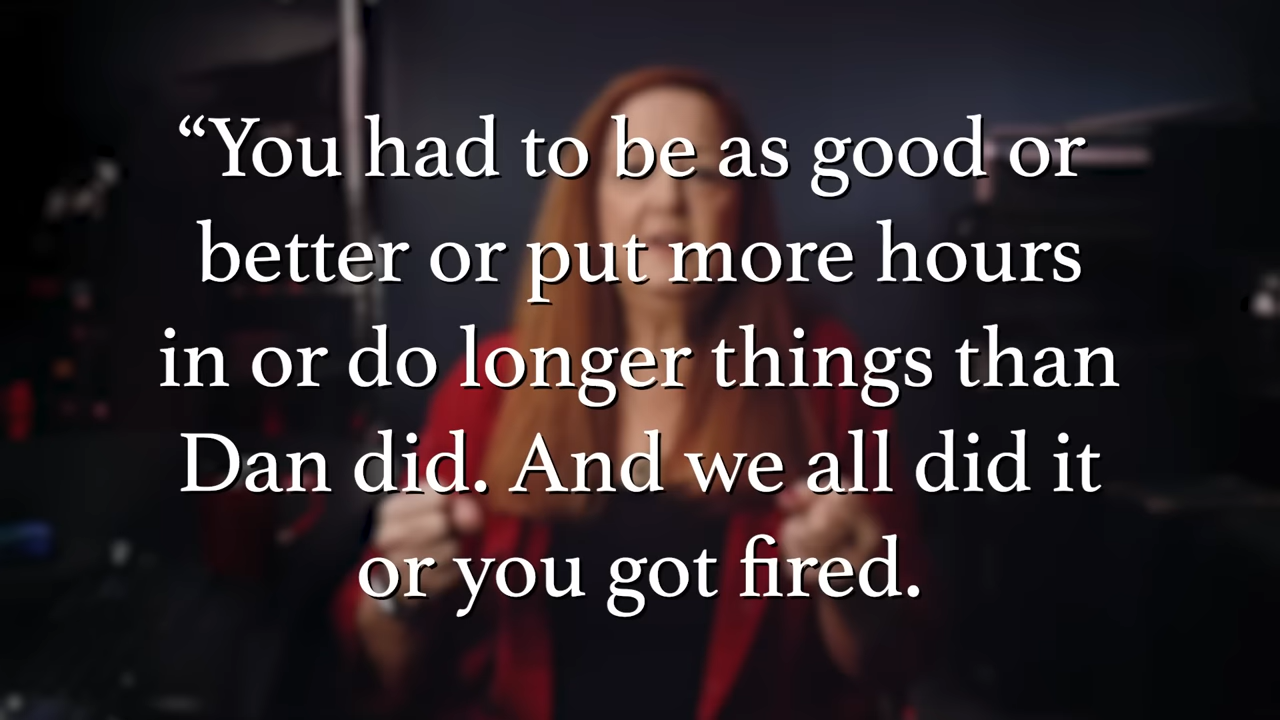 “You had to be as good or
better or put more hours
in or do longer things than
Dan did. And we all did it
or you got fired.